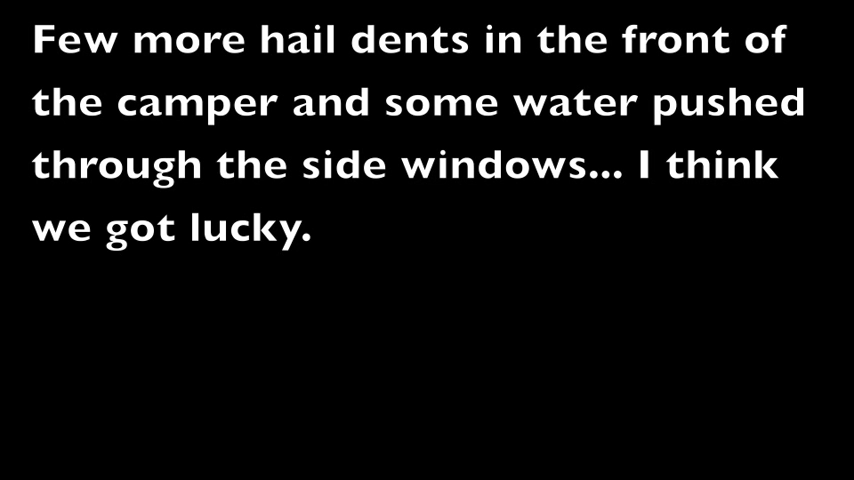 Few more hail dents in the front of
the camper and some water pushed
through the side windows... I think
we got lucky.